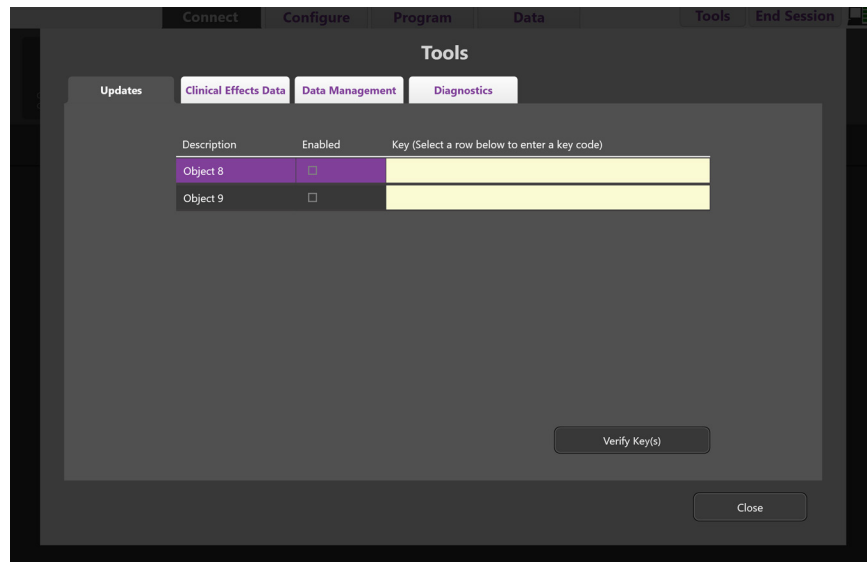 Connect Configure Program Data Tools End Session
Tools
Updates Clinical Effects Data Data Management Diagnostics
Description Enabled Key (Select a row below to enter a key code)
Object 8
Object 9
Verify Key(s)
Close